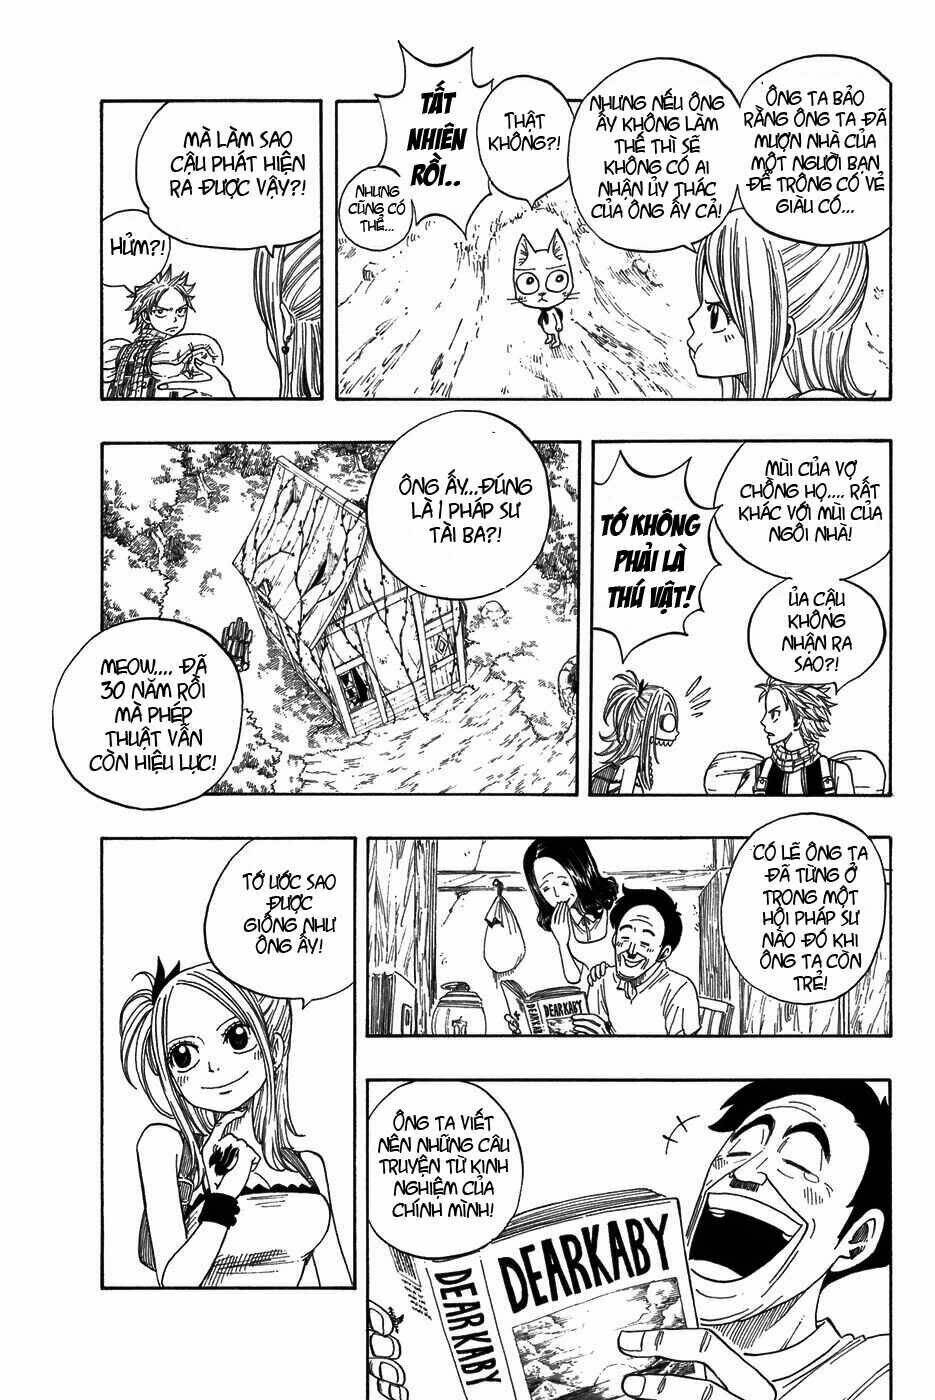 ÔNG TA BẢO
RẰNG ÔNG TA ĐÃ
MƯỢN NHÀ CỦA
MỘT NGƯỜI BẠN
ĐỂ TRÔNG CÓ VẺ
GIÀU CÓ...
NHƯNG NẾU ÔNG
ẤY KHÔNG LÀM
THẾ THÌ SẼ
KHÔNG CÓ AI
NHẬN ỦY THÁC
CỦA ÔNG ẤY CẢ!
THẬT
KHÔNG?!
TẤT
NHIÊN
RỒI..
NHƯNG
CŨNG CÓ
THỂ...
MÀ LÀM SAO
CẬU PHÁT HIỆN
RA ĐƯỢC VẬY?!
HỬM?!
MÙI CỦA VỢ
CHỒNG HỌ.... RẤT
KHÁC VỚI MÙI CỦA
NGÔI NHÀ!
ỦA CẬU
KHÔNG
NHẬN RA
SAO?!
TỚ KHÔNG
PHẢI LÀ
THÚ VẬT!
ÔNG ẤY...ĐÚNG
LÀ 1 PHÁP SƯ
TÀI BA?!
MEOW.... ĐÃ
30 NĂM RỒI
MÀ PHÉP
THUẬT VẪN
CÒN HIỆU LỰC!
CÓ LẼ ÔNG TA
ĐÃ TỪNG Ở
TRONG MỘT
HỘI PHÁP SƯ
NÀO ĐÓ KHI
ÔNG TA CÒN
TRẺ!
DEARKABY
DEARKABY
TỚ ƯỚC SAO
ĐƯỢC
GIỐNG NHƯ
ÔNG ẤY!
ÔNG TA VIẾT
NÊN NHỮNG CÂU
TRUYỆN TỪ KINH
NGHIỆM CỦA
CHÍNH MÌNH!
DEARKABY
DEARKABY